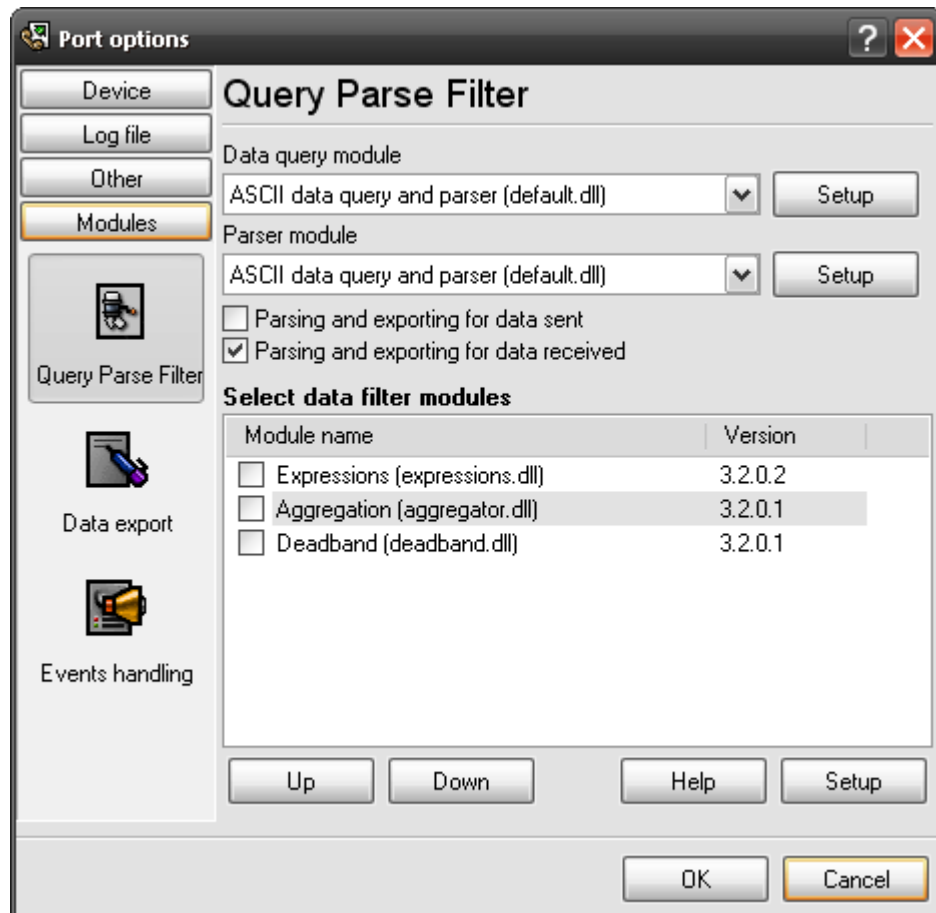 Port options
?
Device
Log file
Other
Modules
Query Parse Filter
Data export
Events handling
Query Parse Filter
Data query module
ASCII data query and parser (default.dll)
Setup
Parser module
ASCII data query and parser (default.dll)
Setup
Parsing and exporting for data sent
Parsing and exporting for data received
Select data filter modules
Module name Version
Expressions (expressions.dll) 3.2.0.2
Aggregation (aggregator.dll) 3.2.0.1
Deadband (deadband.dll) 3.2.0.1
Up Down Help Setup
OK Cancel